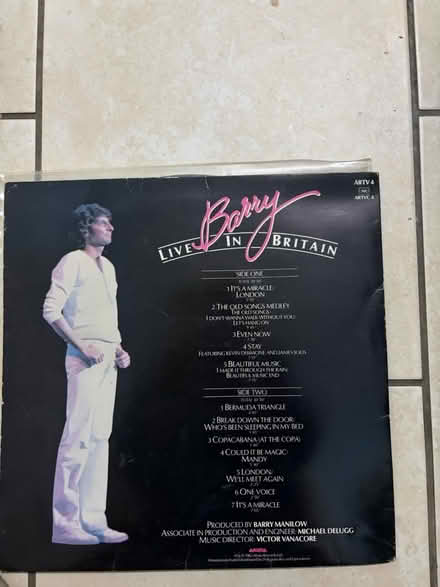 ARTV 4
ARTVC 4
Barry
LIVE IN BRITAIN
SIDE ONE
1 IT'S A MIRACLE:
LONDON
2 THE OLD SONGS MEDLEY
THE OLD SONGS
I DON'T WANNA WALK WITHOUT YOU
LET'S HANG ON
3 EVEN NOW
4 STAY
FEATURING KEVIN DISIMONE AND JAMES JOLIS
5 BEAUTIFUL MUSIC
I MADE IT THROUGH THE RAIN
BEAUTIFUL MUSIC END
SIDE TWO
1 BERMUDA TRIANGLE
2 BREAK DOWN THE DOOR:
WHO'S BEEN SLEEPING IN MY BED
3 COPACABANA (AT THE COPA)
4 COULD IT BE MAGIC:
MANDY
5 LONDON:
WE'LL MEET AGAIN
6 ONE VOICE
7 IT'S A MIRACLE
PRODUCED BY BARRY MANILOW
ASSOCIATE IN PRODUCTION AND ENGINEER: MICHAEL DELUGG
MUSIC DIRECTOR: VICTOR VANACORE
ARISTA